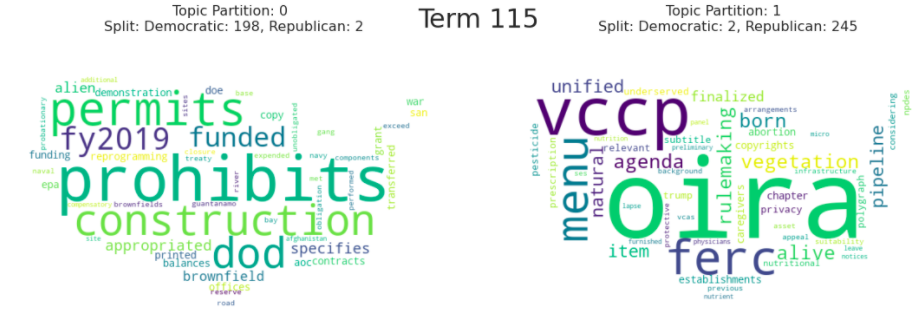 Topic Partition: 0
Split: Democratic: 198, Republican: 2
Term 115
Topic Partition: 1
Split: Democratic: 2, Republican: 245
additional
alien
demonstration
doe
base
permits
copy
war
san
probationary
sites
unobligated
exceed
fy2019
funded
gang
grant
transferred
funding
reprogramming
treaty
expended
navy
components
epa
prohibits
naval
river
met
performed
obligation
brownfields
guantanamo
construction
bay
site
afghanistan
appropriated
dod
specifies
printed
balances
aoc
contracts
brownfield
offices
reserve
road
unified
underserved
finalized
arrangements
npdes
considering
vccp
born
panel
abortion
micro
pesticide
menu
natural
relevant
subtitle
preliminary
copyrights
rulemaking
pipeline
prescription
agenda
vegetation
ses
background
infrastructure
oira
trump
caregivers
chapter
privacy
polygraph
lapse
vcas
protective
asset
appeal
furnished
physicians
suitability
leave
notices
item
ferc
alive
nutritional
establishments
previous
nutrient